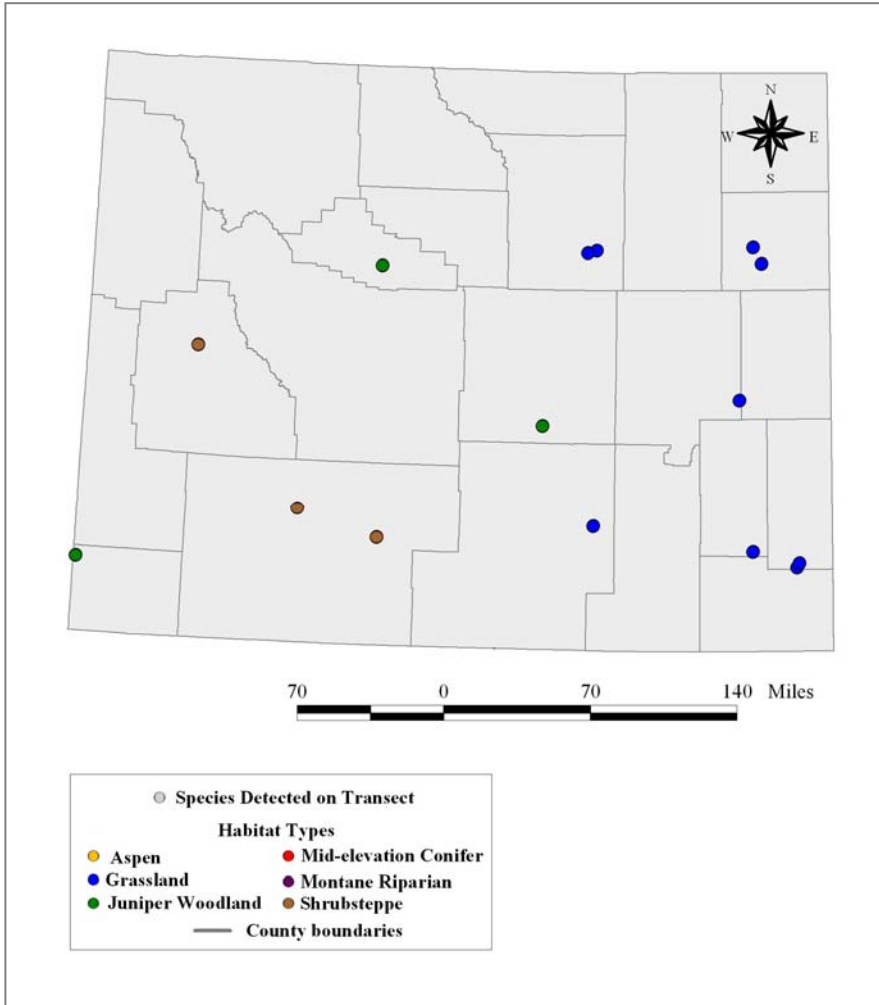 N
W E
S
70 0 70 140 Miles
Species Detected on Transect
Habitat Types
Aspen Mid-elevation Conifer
Grassland Montane Riparian
Juniper Woodland Shrubsteppe
County boundaries